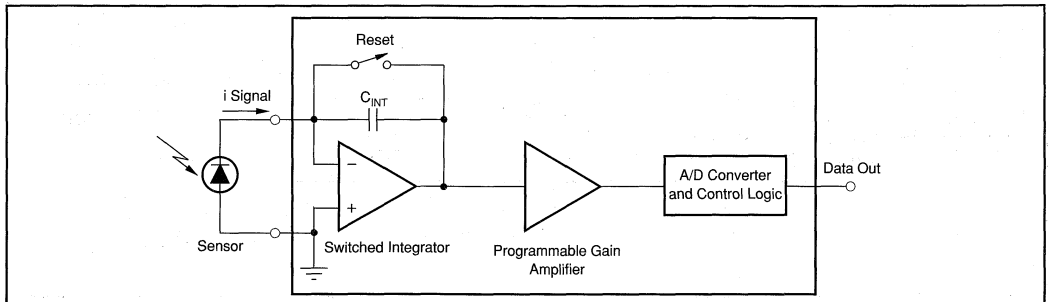 Reset
i Signal
C_INT
−
+
Sensor
Switched Integrator
Programmable Gain
Amplifier
A/D Converter
and Control Logic
Data Out